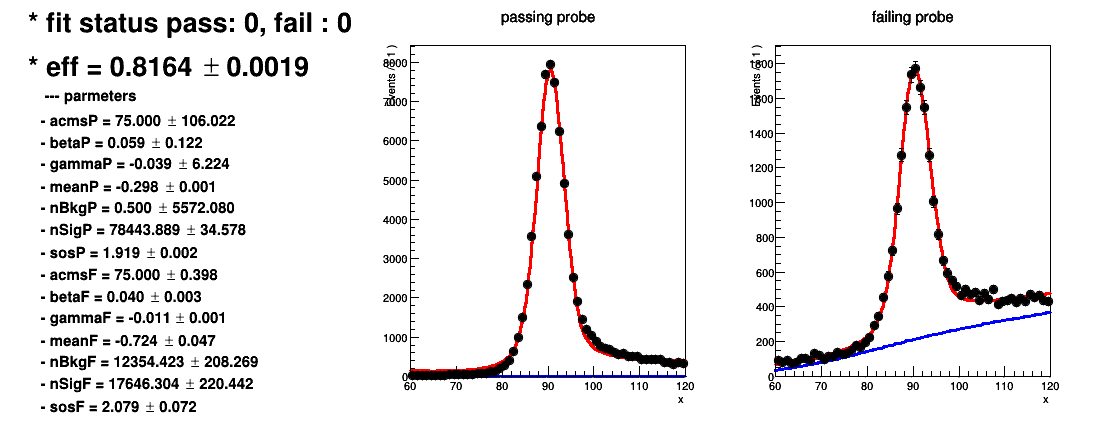 * fit status pass: 0, fail : 0
* eff = 0.8164 ± 0.0019
--- parmeters
- acmsP = 75.000 ± 106.022
- betaP = 0.059 ± 0.122
- gammaP = -0.039 ± 6.224
- meanP = -0.298 ± 0.001
- nBkgP = 0.500 ± 5572.080
- nSigP = 78443.889 ± 34.578
- sosP = 1.919 ± 0.002
- acmsF = 75.000 ± 0.398
- betaF = 0.040 ± 0.003
- gammaF = -0.011 ± 0.001
- meanF = -0.724 ± 0.047
- nBkgF = 12354.423 ± 208.269
- nSigF = 17646.304 ± 220.442
- sosF = 2.079 ± 0.072
passing probe
8000
7000
6000
5000
4000
3000
2000
1000
0
60 70 80 90 100 110 120
x
failing probe
1800
1600
1400
1200
1000
800
600
400
200
0
60 70 80 90 100 110 120
x